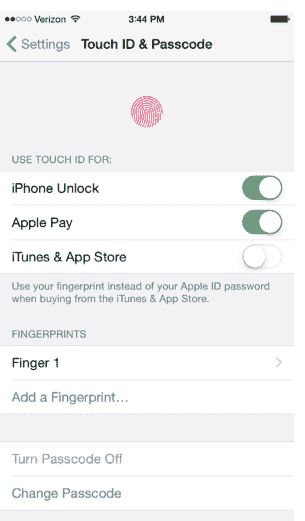 Verizon 3:44 PM
Settings Touch ID & Passcode
USE TOUCH ID FOR:
iPhone Unlock
Apple Pay
iTunes & App Store
Use your fingerprint instead of your Apple ID password
when buying from the iTunes & App Store.
FINGERPRINTS
Finger 1
Add a Fingerprint…
Turn Passcode Off
Change Passcode